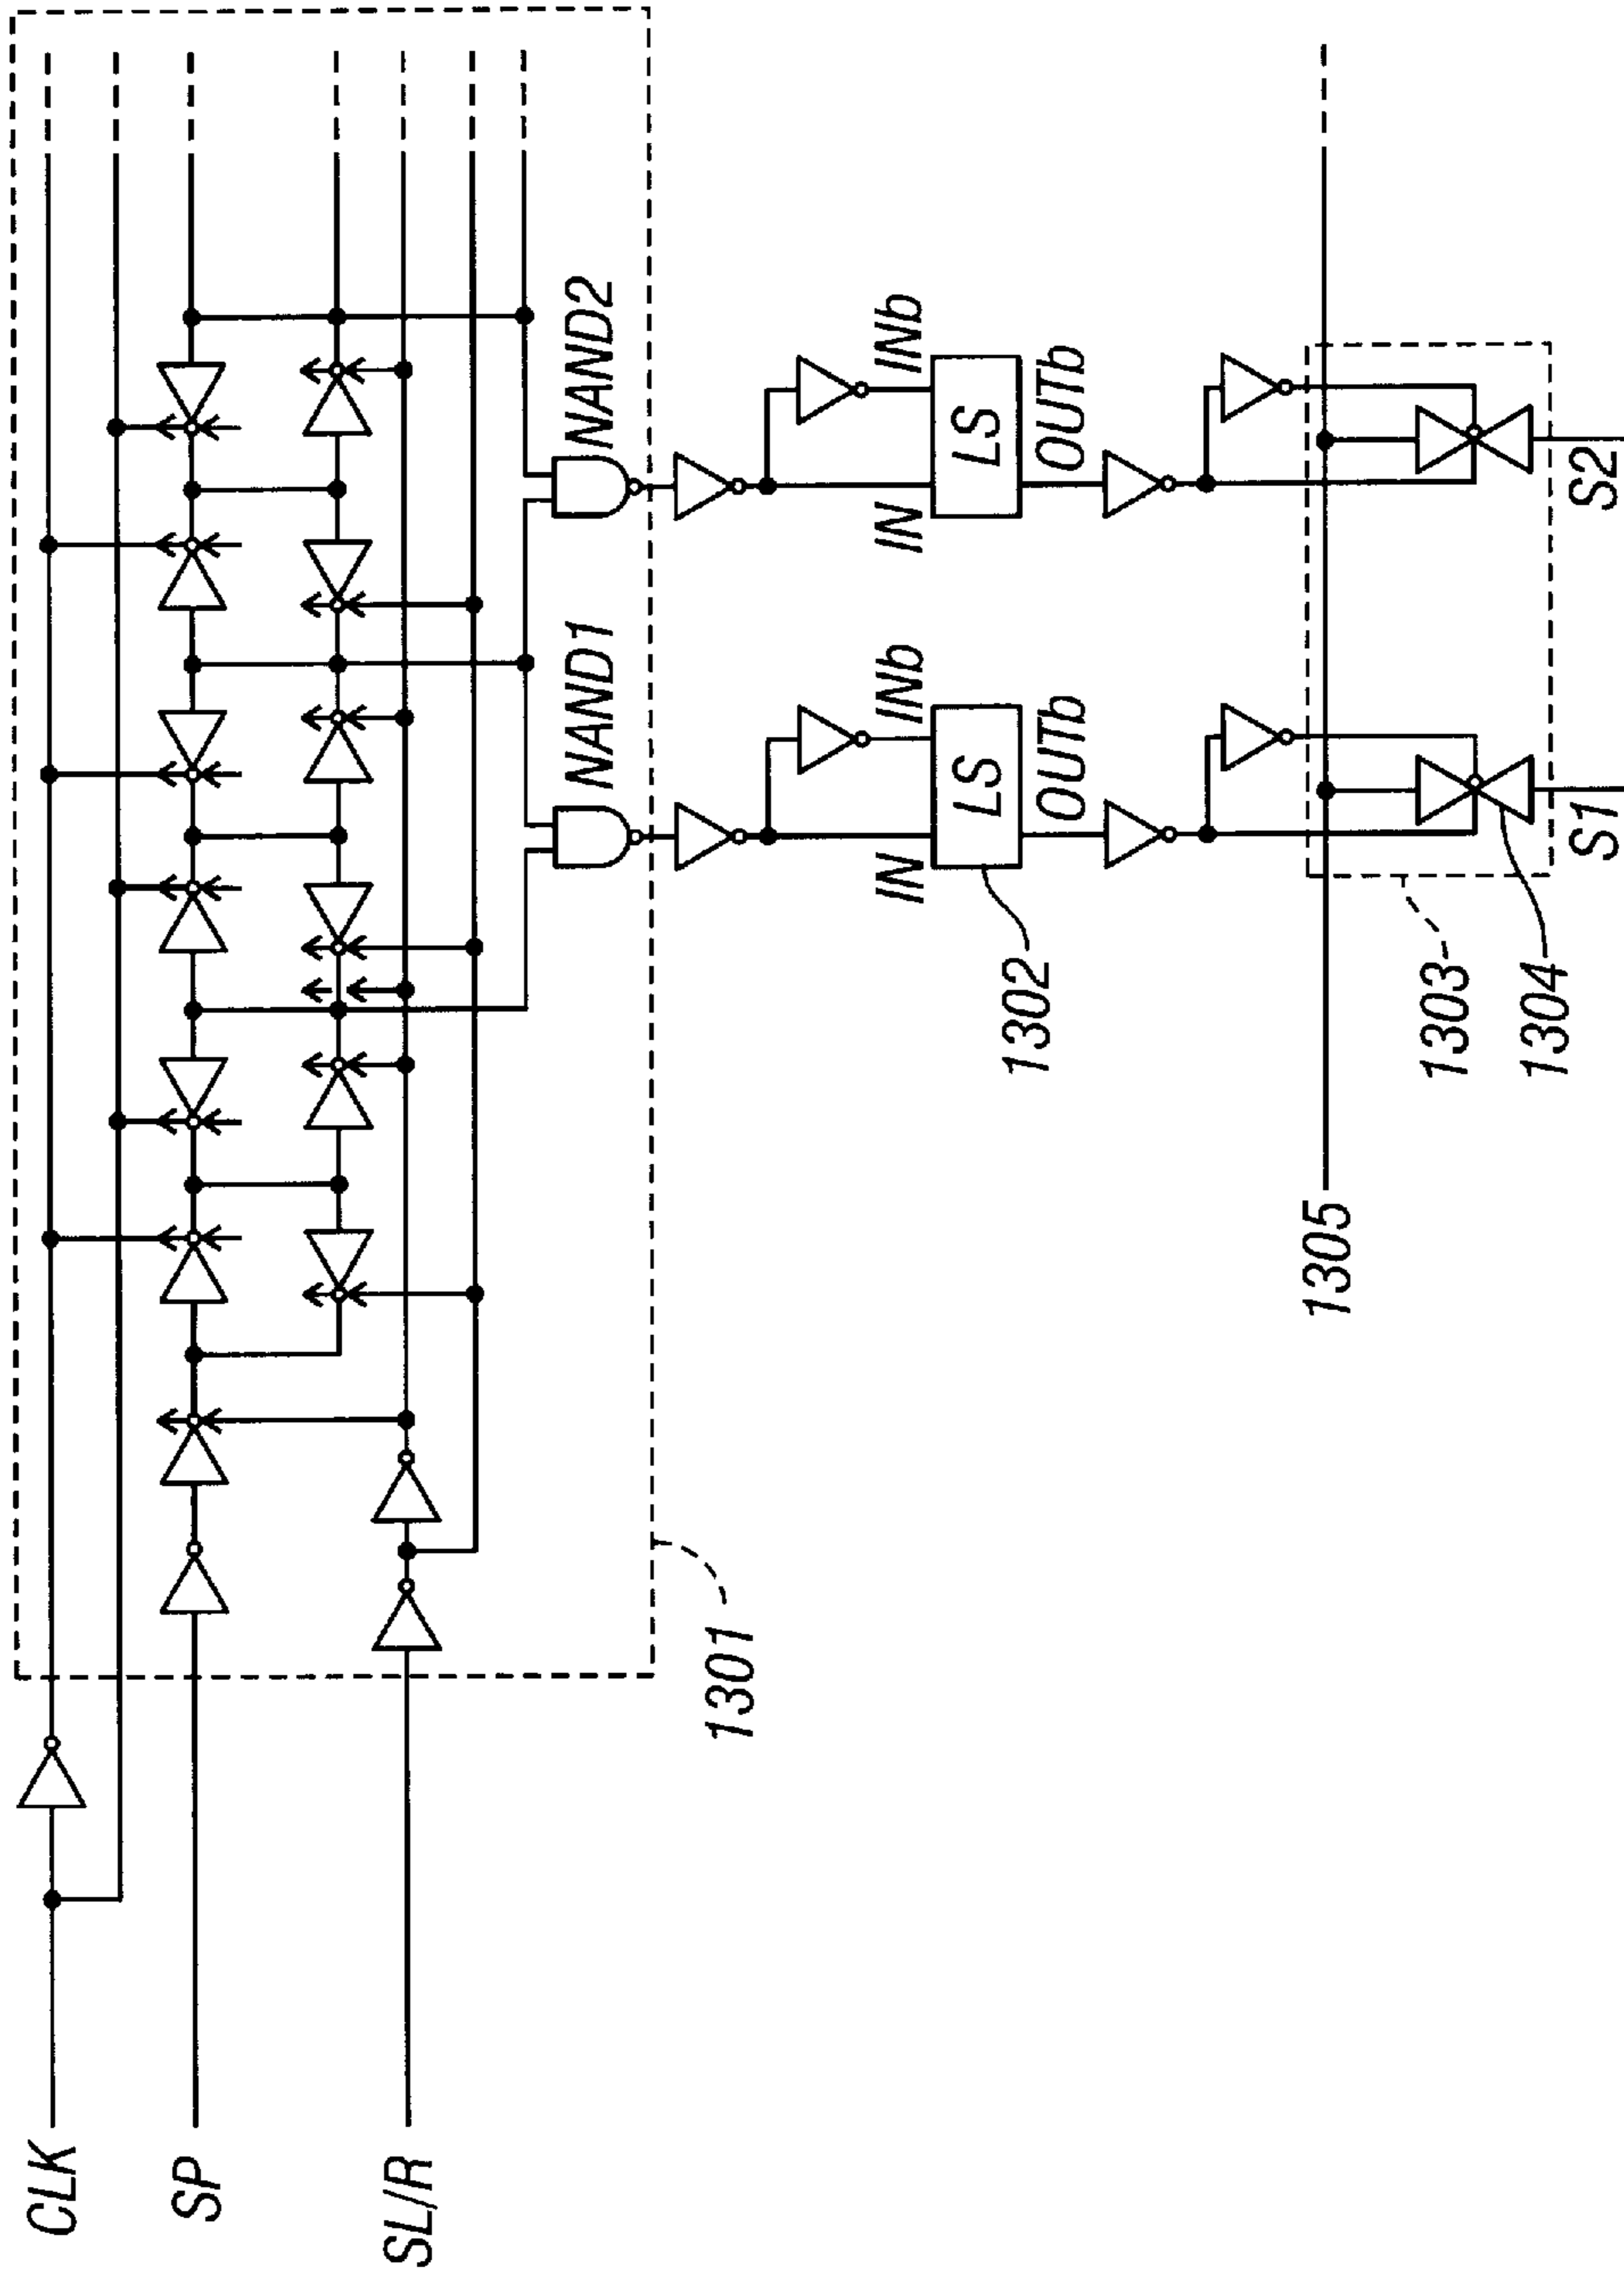 CLK
SP
SL/R
1301
NAND1
NAND2
IN
INb
IN
INb
LS
LS
1302
OUTb
OUTb
1305
1303
1304
S1
S2